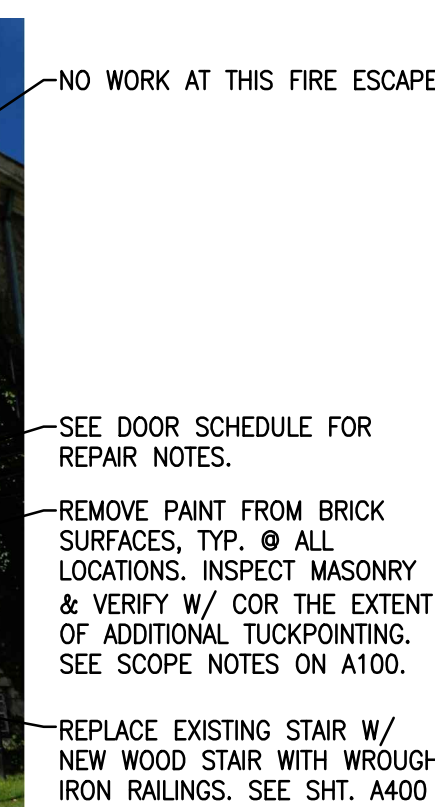 NO WORK AT THIS FIRE ESCAPE
SEE DOOR SCHEDULE FOR
REPAIR NOTES.
REMOVE PAINT FROM BRICK
SURFACES, TYP. @ ALL
LOCATIONS. INSPECT MASONRY
& VERIFY W/ COR THE EXTENT
OF ADDITIONAL TUCKPOINTING.
SEE SCOPE NOTES ON A100.
REPLACE EXISTING STAIR W/
NEW WOOD STAIR WITH WROUGH
IRON RAILINGS. SEE SHT. A400